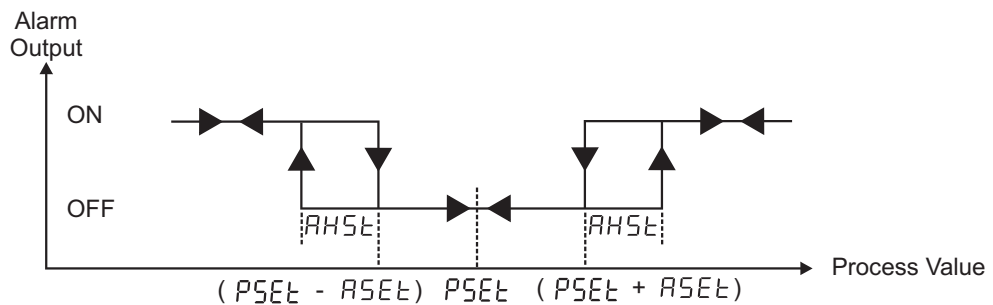 Alarm
Output
ON
OFF
AHSt
AHSt
Process Value
( PSEt - ASEt) PSEt ( PSEt + ASEt)